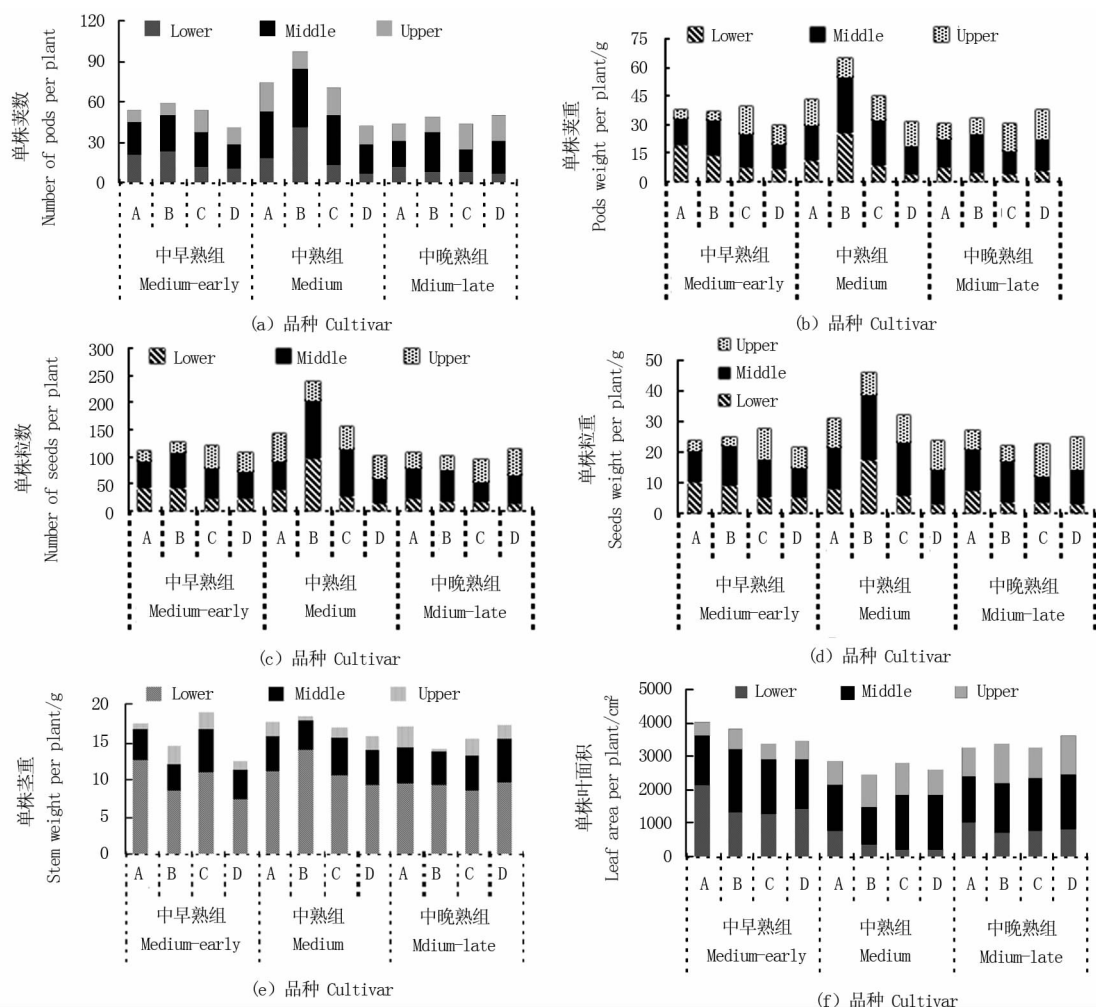 单株荚数
Number of pods per plant
120
90
60
30
0
Lower Middle Upper
A B C D A B C D A B C D
中早熟组 中熟组 中晚熟组
Medium-early Medium Mdium-late
(a) 品种 Cultivar
单株荚重
Pods weight per plant/g
75
60
45
30
15
0
Lower Middle Upper
A B C D A B C D A B C D
中早熟组 中熟组 中晚熟组
Medium-early Medium Mdium-late
(b) 品种 Cultivar
单株粒数
Number of seeds per plant
300
250
200
150
100
50
0
Lower Middle Upper
A B C D A B C D A B C D
中早熟组 中熟组 中晚熟组
Medium-early Medium Mdium-late
(c) 品种 Cultivar
单株粒重
Seeds weight per plant/g
50
40
30
20
10
0
Upper
Middle
Lower
A B C D A B C D A B C D
中早熟组 中熟组 中晚熟组
Medium-early Medium Mdium-late
(d) 品种 Cultivar
单株茎重
Stem weight per plant/g
20
15
10
5
0
Lower Middle Upper
A B C D A B C D A B C D
中早熟组 中熟组 中晚熟组
Medium-early Medium Mdium-late
(e) 品种 Cultivar
单株叶面积
Leaf area per plant/cm²
5000
4000
3000
2000
1000
0
Lower Middle Upper
A B C D A B C D A B C D
中早熟组 中熟组 中晚熟组
Medium-early Medium Mdium-late
(f) 品种 Cultivar